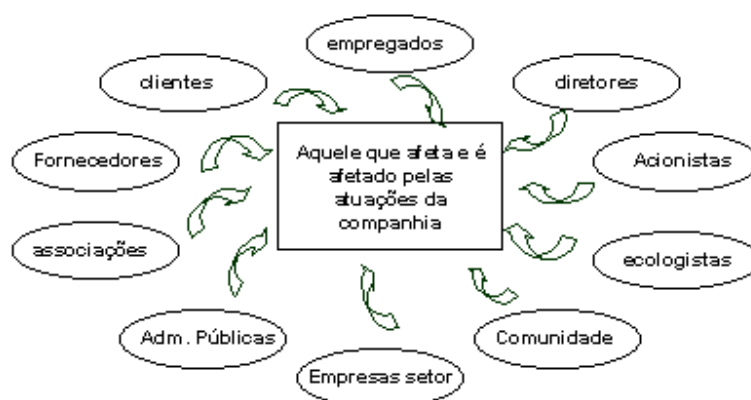 empregados
clientes
diretores
Fornecedores
Aquele que afeta e é
afetado pelas
atuações da
companhia
Acionistas
associações
ecologistas
Adm. Públicas
Comunidade
Empresas setor